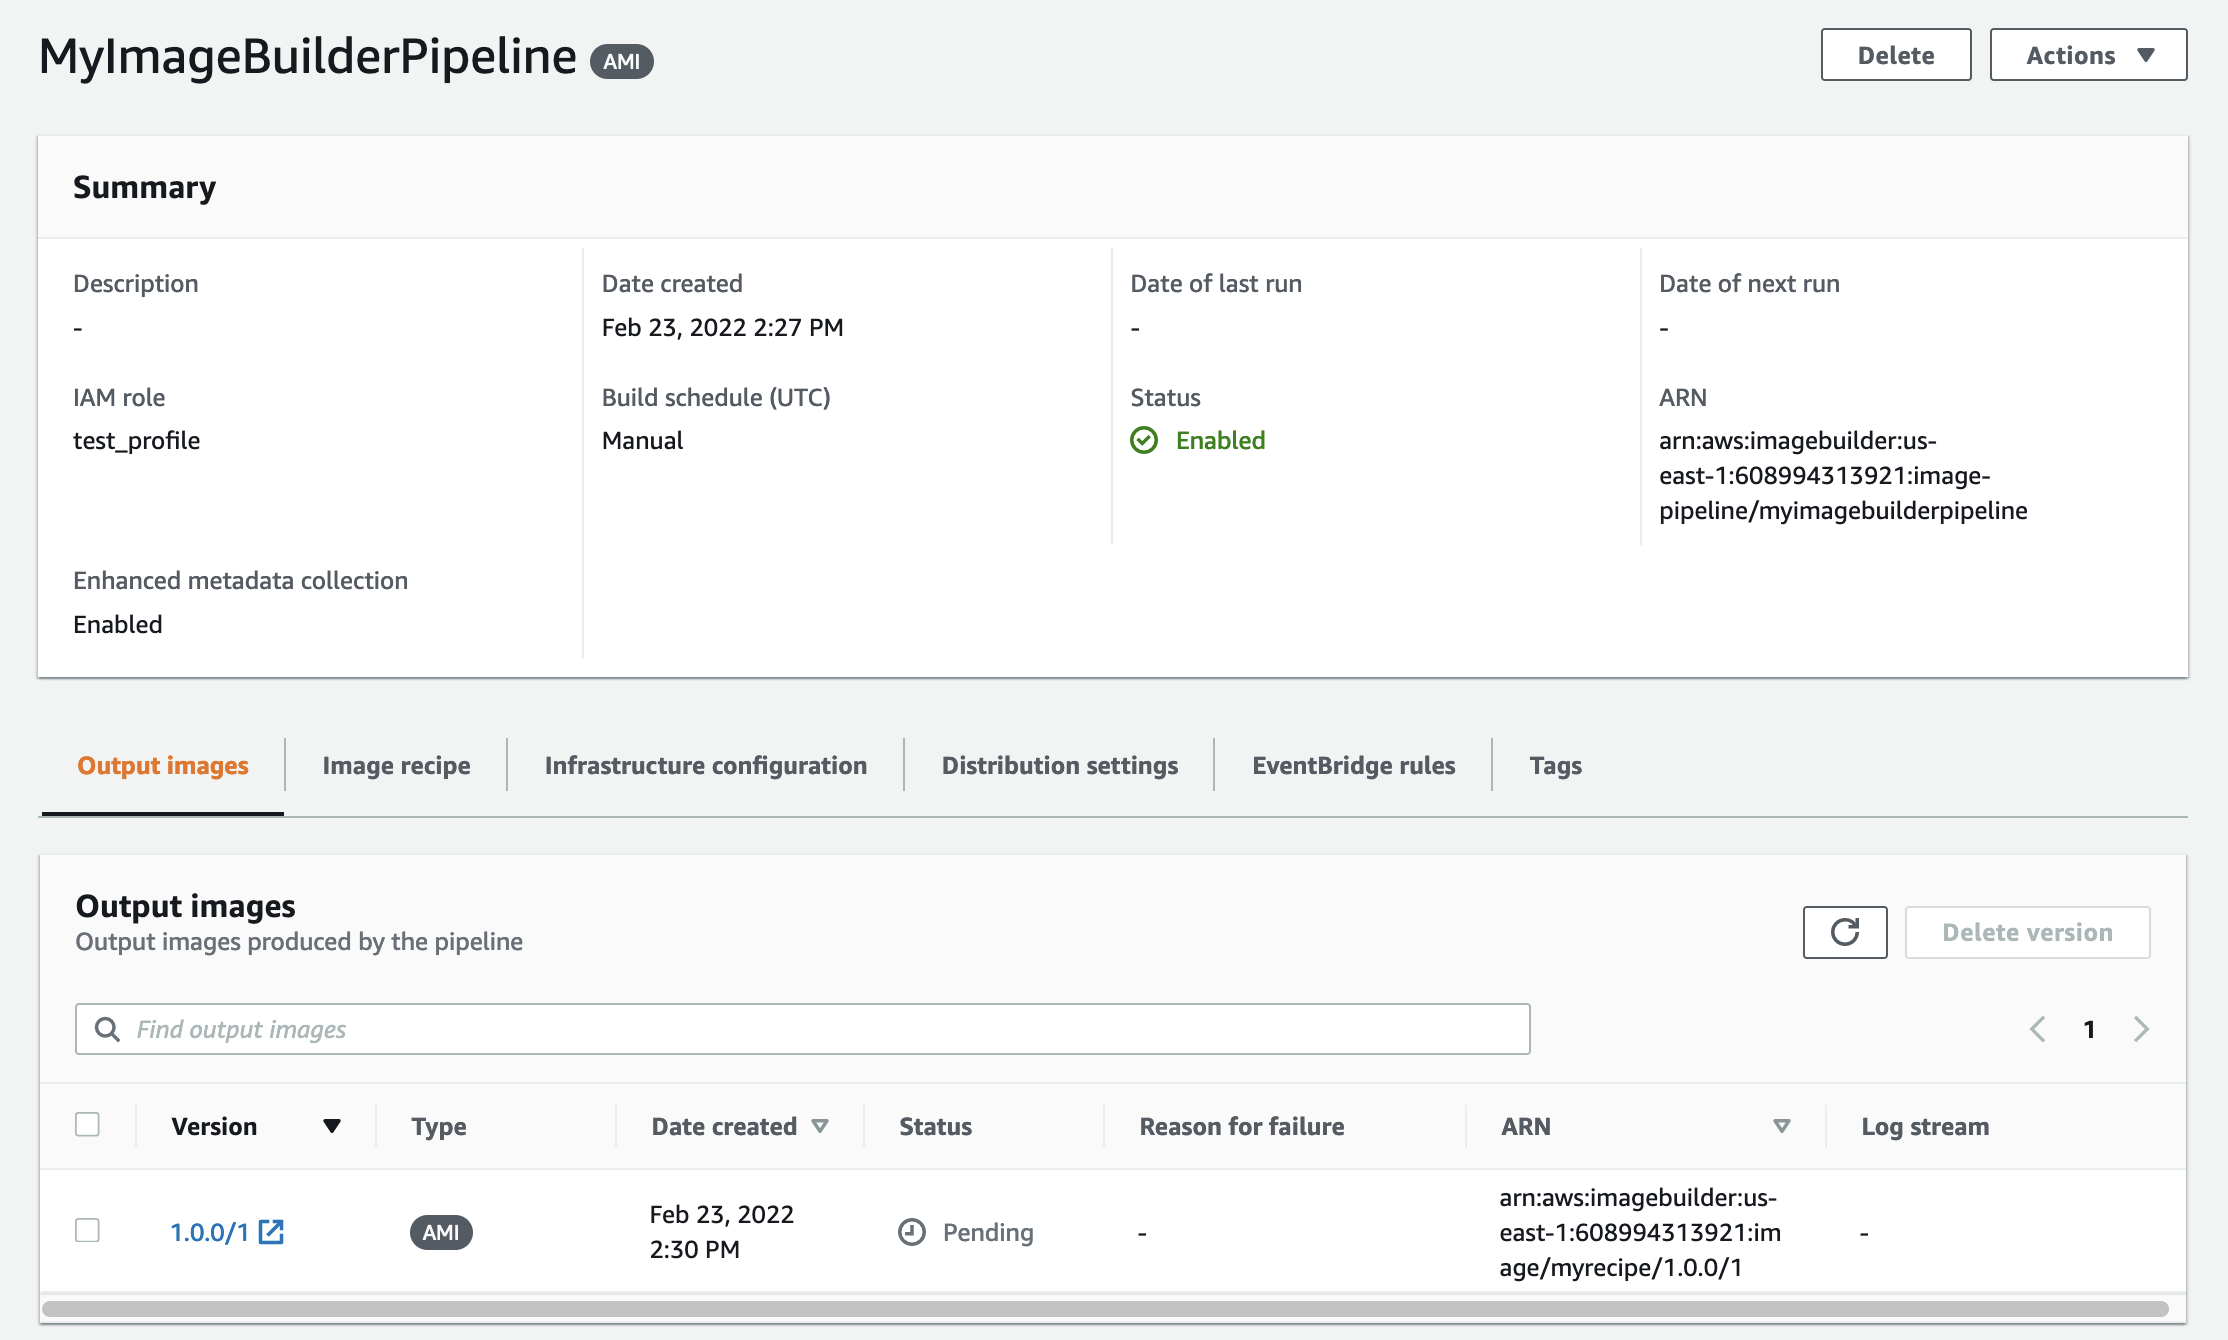 MyImageBuilderPipeline AMI
Delete
Actions
Summary
Description
-
Date created
Feb 23, 2022 2:27 PM
Date of last run
-
Date of next run
-
IAM role
test_profile
Build schedule (UTC)
Manual
Status
Enabled
ARN
arn:aws:imagebuilder:us-
east-1:608994313921:image-
pipeline/myimagebuilderpipeline
Enhanced metadata collection
Enabled
Output images
Image recipe
Infrastructure configuration
Distribution settings
EventBridge rules
Tags
Output images
Output images produced by the pipeline
Delete version
Find output images
1
Version
Type
Date created
Status
Reason for failure
ARN
Log stream
1.0.0/1
AMI
Feb 23, 2022
2:30 PM
Pending
-
arn:aws:imagebuilder:us-
east-1:608994313921:im
age/myrecipe/1.0.0/1
-